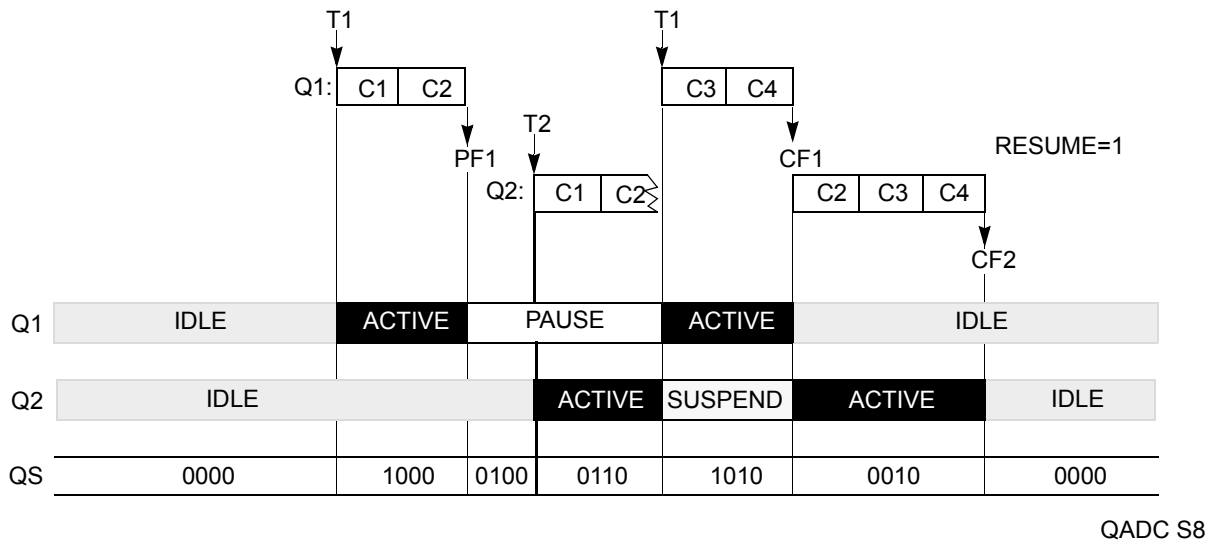 T1 T1
Q1: C1 C2 C3 C4
T2
PF1 CF1 RESUME=1
Q2: C1 C2 C2 C3 C4
CF2
Q1 IDLE ACTIVE PAUSE ACTIVE IDLE
Q2 IDLE ACTIVE SUSPEND ACTIVE IDLE
QS 0000 1000 0100 0110 1010 0010 0000
QADC S8